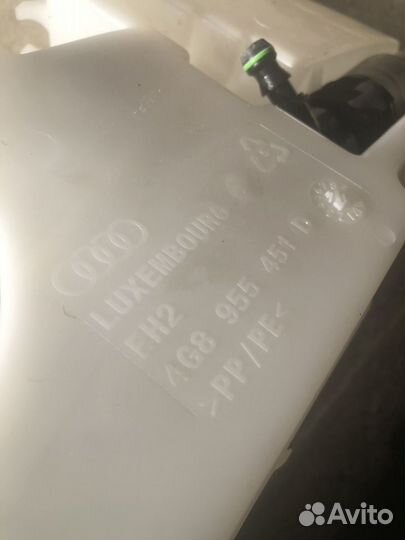 LUXEMBOURG
FH2
4G8 955 451 D
>PP/PE<
Avito